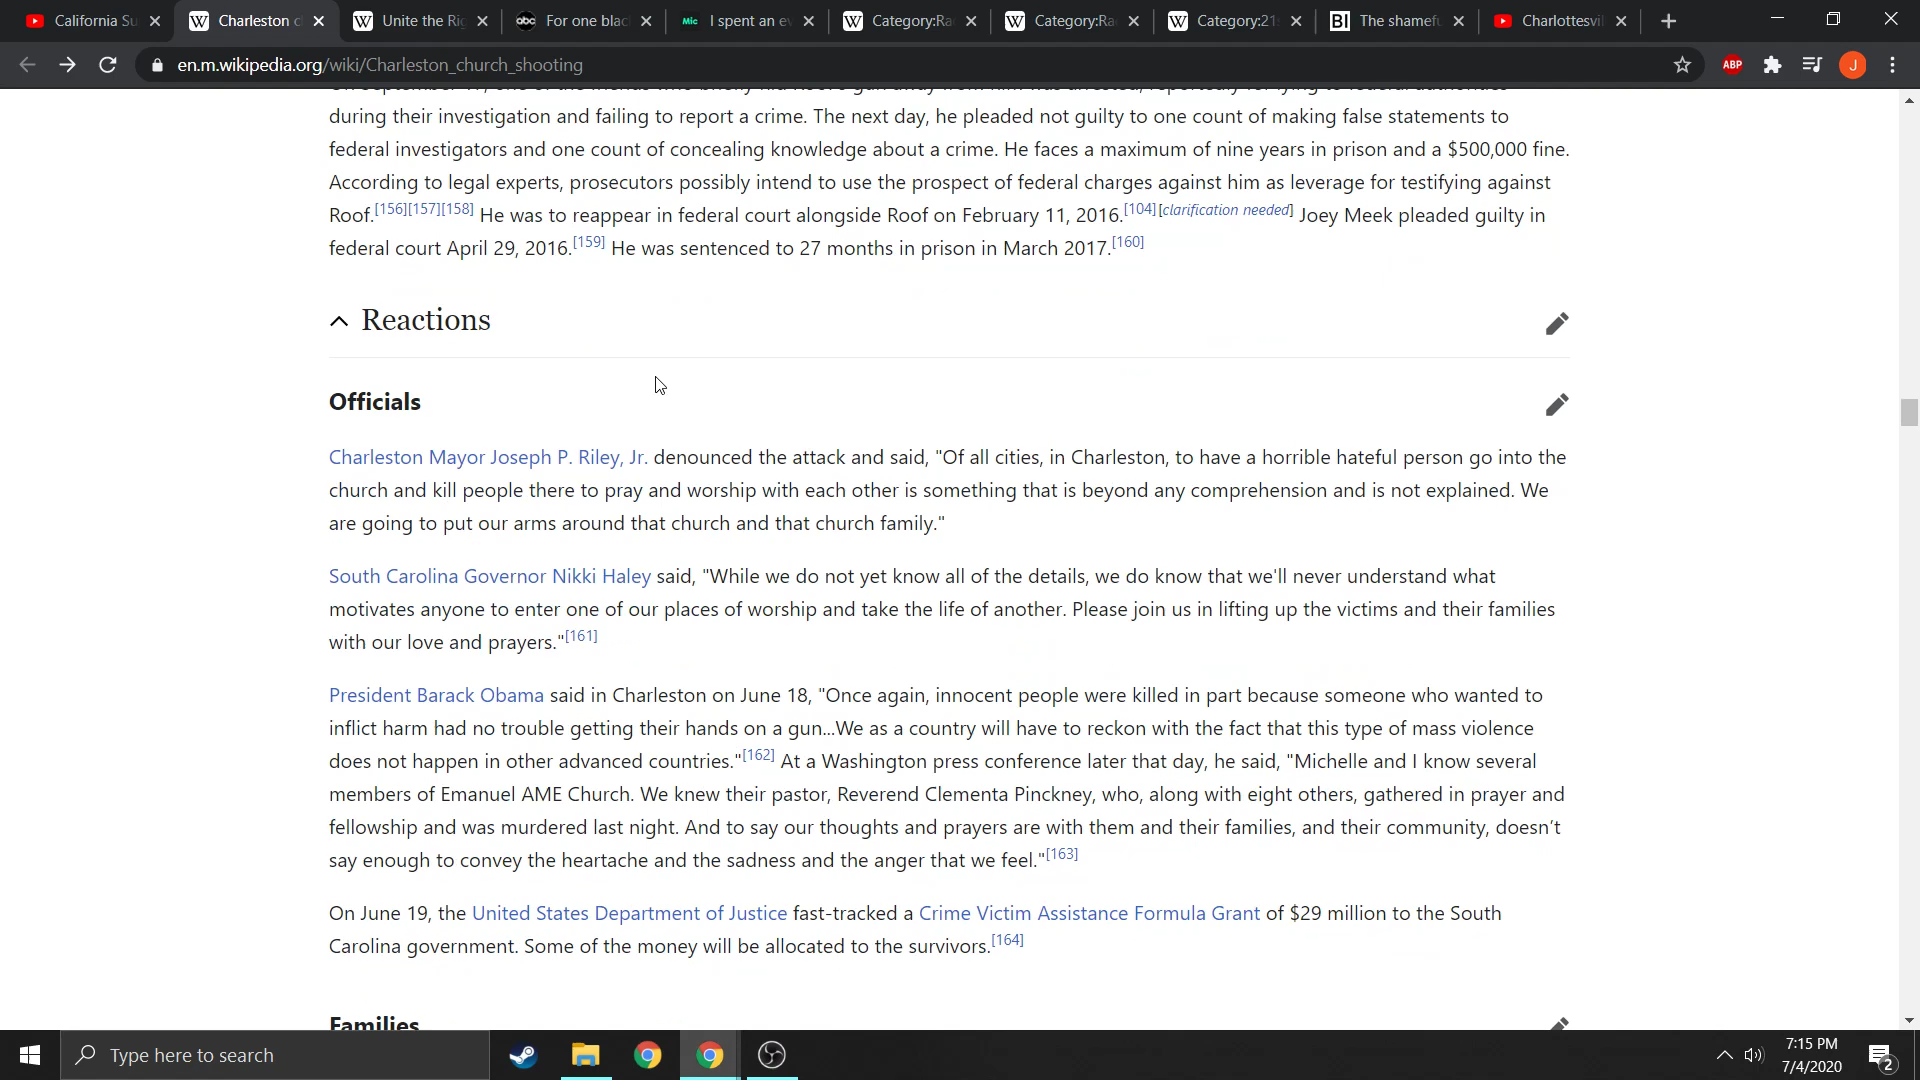 California Su
Charleston c
Unite the Rig
For one blac
I spent an ev
Category:Ra
Category:Ra
Category:21s
The shamefu
Charlottesvil
en.m.wikipedia.org/wiki/Charleston_church_shooting
during their investigation and failing to report a crime. The next day, he pleaded not guilty to one count of making false statements to
federal investigators and one count of concealing knowledge about a crime. He faces a maximum of nine years in prison and a $500,000 fine.
According to legal experts, prosecutors possibly intend to use the prospect of federal charges against him as leverage for testifying against
Roof.[156][157][158] He was to reappear in federal court alongside Roof on February 11, 2016.[104][clarification needed] Joey Meek pleaded guilty in
federal court April 29, 2016.[159] He was sentenced to 27 months in prison in March 2017.[160]
Reactions
Officials
Charleston Mayor Joseph P. Riley, Jr. denounced the attack and said, "Of all cities, in Charleston, to have a horrible hateful person go into the
church and kill people there to pray and worship with each other is something that is beyond any comprehension and is not explained. We
are going to put our arms around that church and that church family."
South Carolina Governor Nikki Haley said, "While we do not yet know all of the details, we do know that we'll never understand what
motivates anyone to enter one of our places of worship and take the life of another. Please join us in lifting up the victims and their families
with our love and prayers."[161]
President Barack Obama said in Charleston on June 18, "Once again, innocent people were killed in part because someone who wanted to
inflict harm had no trouble getting their hands on a gun...We as a country will have to reckon with the fact that this type of mass violence
does not happen in other advanced countries."[162] At a Washington press conference later that day, he said, "Michelle and I know several
members of Emanuel AME Church. We knew their pastor, Reverend Clementa Pinckney, who, along with eight others, gathered in prayer and
fellowship and was murdered last night. And to say our thoughts and prayers are with them and their families, and their community, doesn't
say enough to convey the heartache and the sadness and the anger that we feel."[163]
On June 19, the United States Department of Justice fast-tracked a Crime Victim Assistance Formula Grant of $29 million to the South
Carolina government. Some of the money will be allocated to the survivors.[164]
Families
Type here to search
7:15 PM
7/4/2020
2